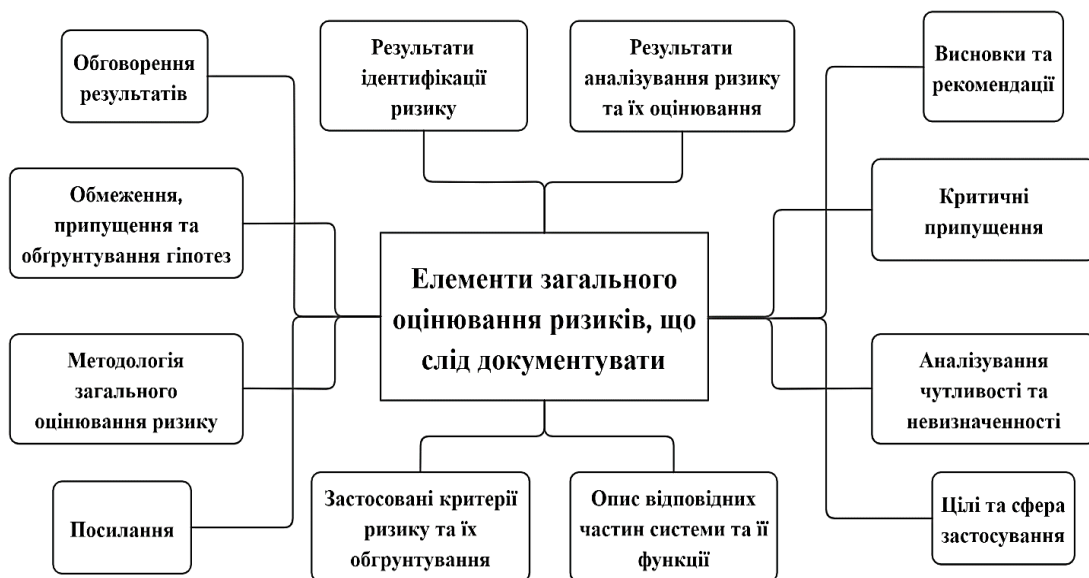 Обговорення
результатів
Результати
ідентифікації
ризику
Результати
аналізування ризику
та їх оцінювання
Висновки та
рекомендації
Обмеження,
припущення та
обґрунтування гіпотез
Критичні
припущення
Елементи загального
оцінювання ризиків, що
слід документувати
Методологія
загального
оцінювання ризику
Аналізування
чутливості та
невизначенності
Посилання
Застосовані критерії
ризику та їх
обгрунтування
Опис відповідних
частин системи та її
функції
Цілі та сфера
застосування